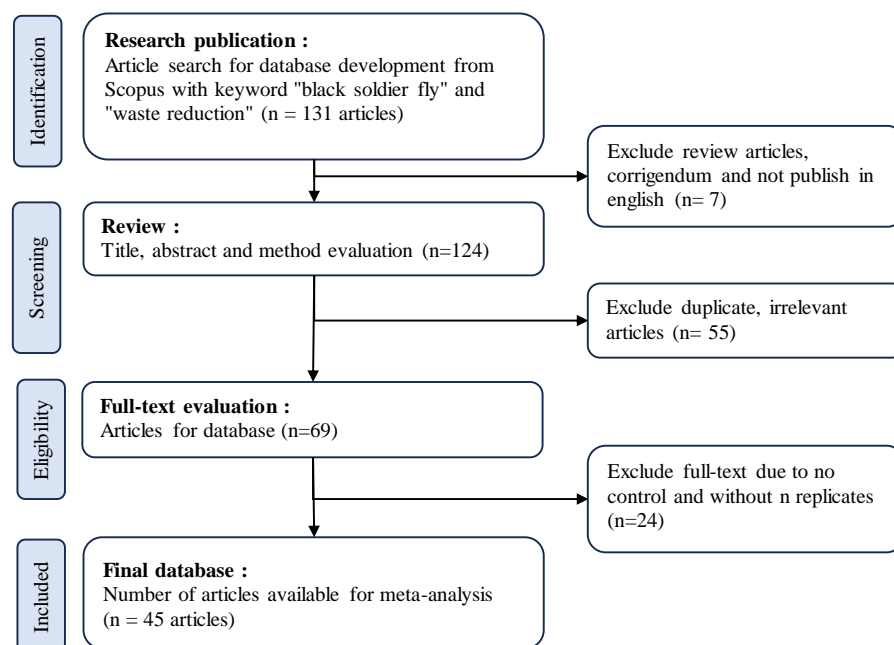 Identification
Research publication :
Article search for database development from
Scopus with keyword "black soldier fly" and
"waste reduction" (n = 131 articles)
Exclude review articles,
corrigendum and not publish in
english (n= 7)
Screening
Review :
Title, abstract and method evaluation (n=124)
Exclude duplicate, irrelevant
articles (n= 55)
Eligibility
Full-text evaluation :
Articles for database (n=69)
Exclude full-text due to no
control and without n replicates
(n=24)
Included
Final database :
Number of articles available for meta-analysis
(n = 45 articles)